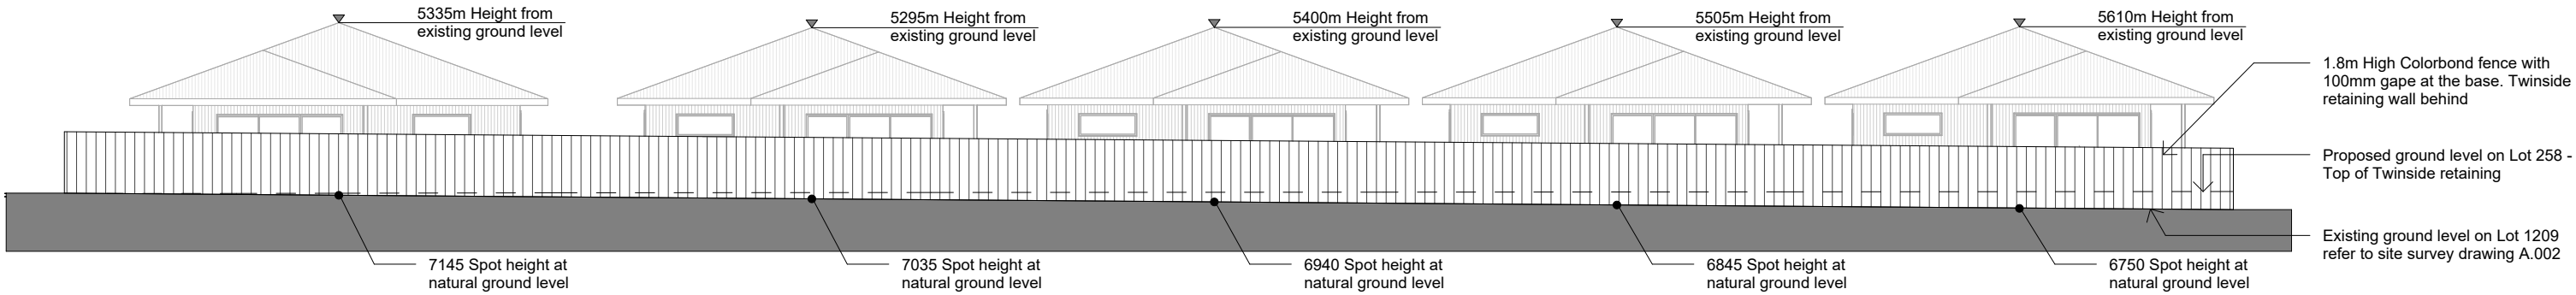 5335m Height from
existing ground level
5295m Height from
existing ground level
5400m Height from
existing ground level
5505m Height from
existing ground level
5610m Height from
existing ground level
1.8m High Colorbond fence with
100mm gape at the base. Twinside
retaining wall behind
Proposed ground level on Lot 258 -
Top of Twinside retaining
Existing ground level on Lot 1209
refer to site survey drawing A.002
7145 Spot height at
natural ground level
7035 Spot height at
natural ground level
6940 Spot height at
natural ground level
6845 Spot height at
natural ground level
6750 Spot height at
natural ground level